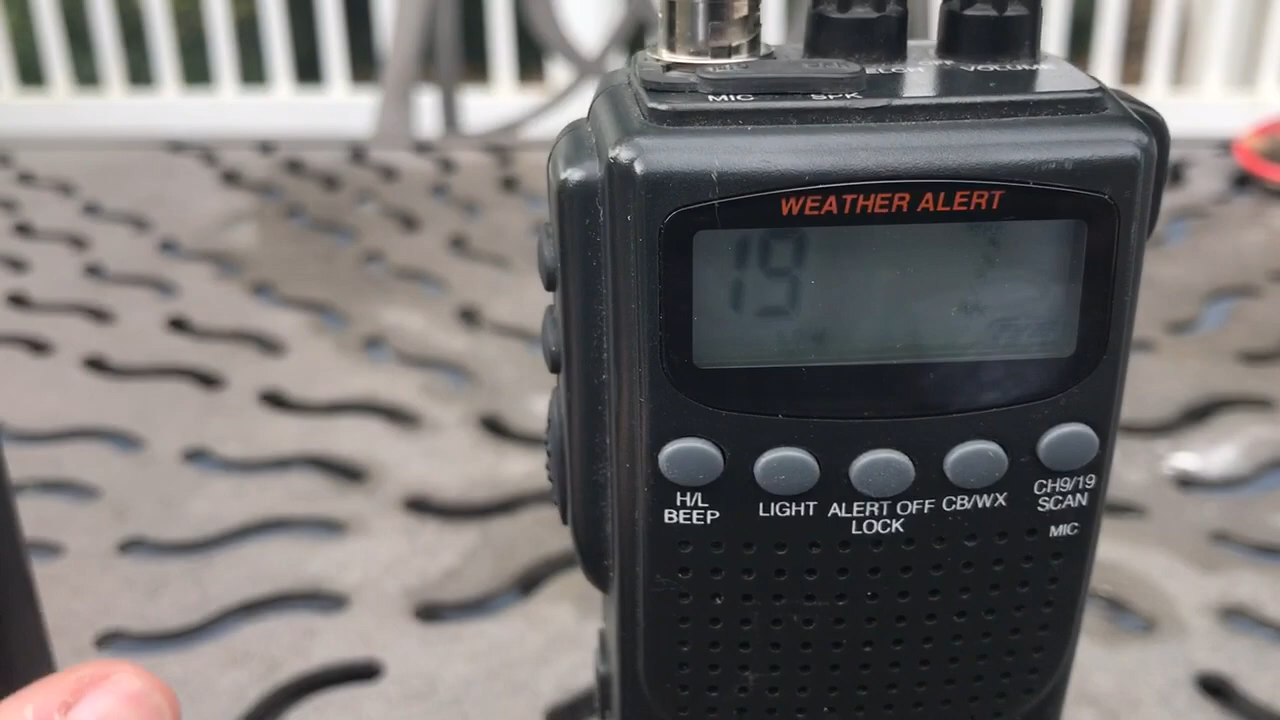 MIC SPK VOLUME
WEATHER ALERT
19
H/L
BEEP
LIGHT
ALERT OFF
LOCK
CB/WX
CH9/19
SCAN
MIC